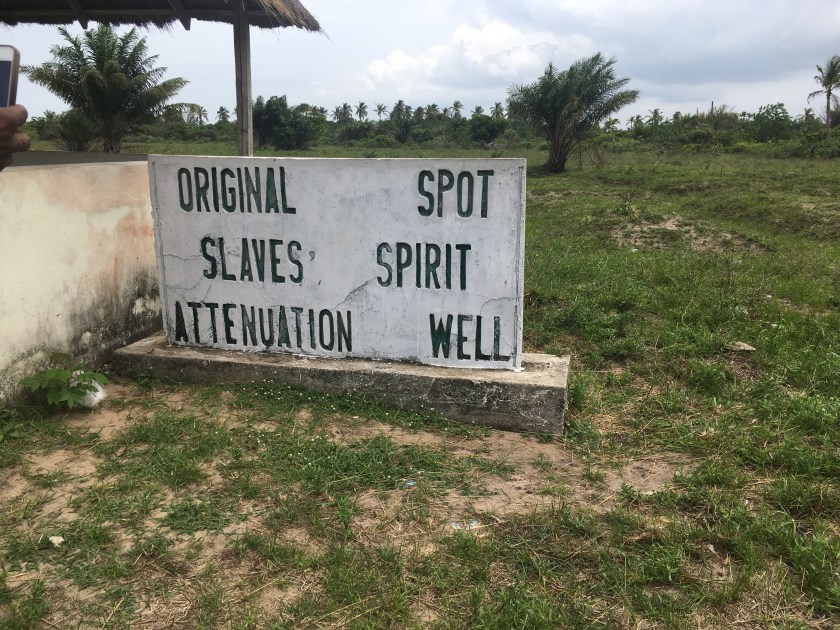 ORIGINAL SPOT
SLAVES' SPIRIT
ATTENUATION WELL